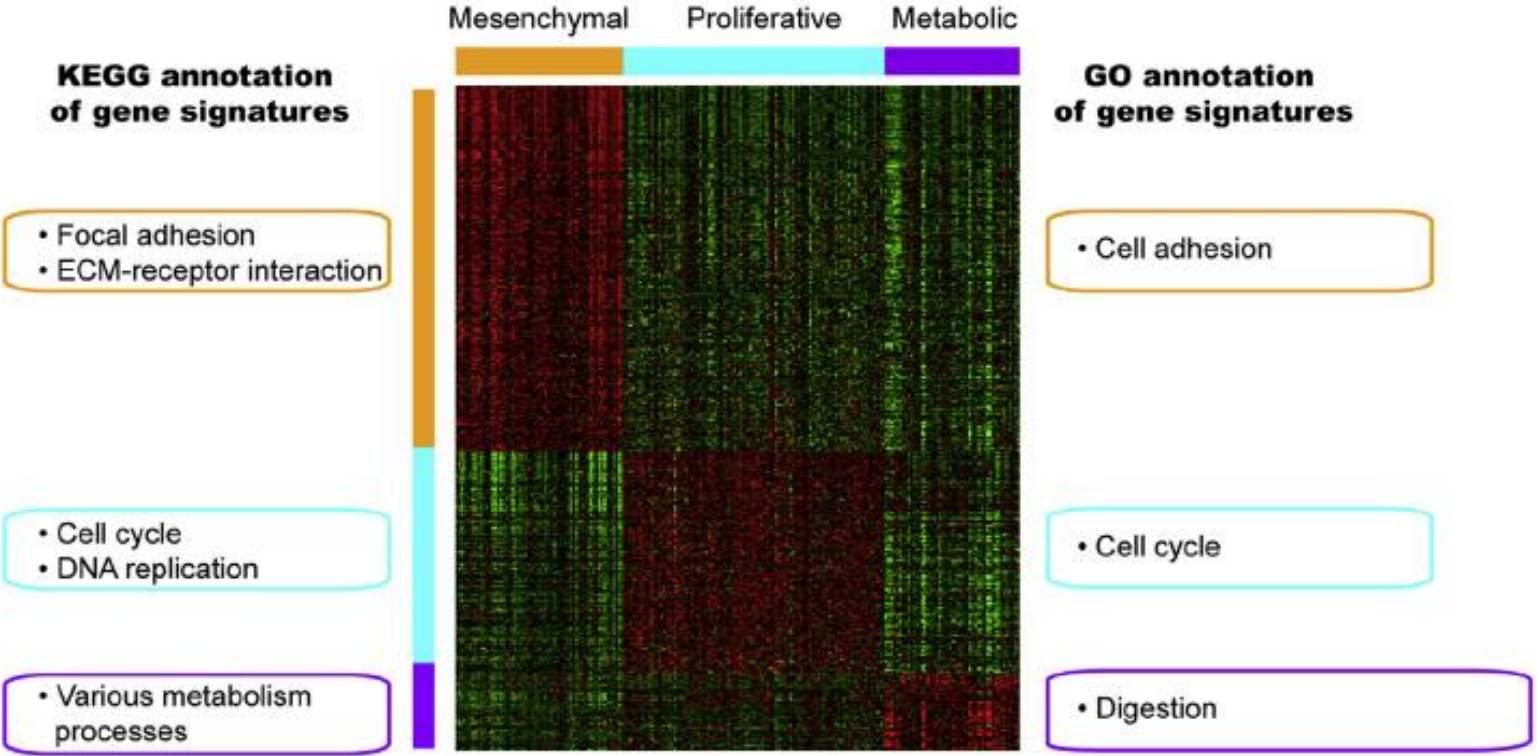 Mesenchymal Proliferative Metabolic
KEGG annotation
of gene signatures
GO annotation
of gene signatures
• Focal adhesion
• ECM-receptor interaction
• Cell adhesion
• Cell cycle
• DNA replication
• Cell cycle
• Various metabolism
processes
• Digestion